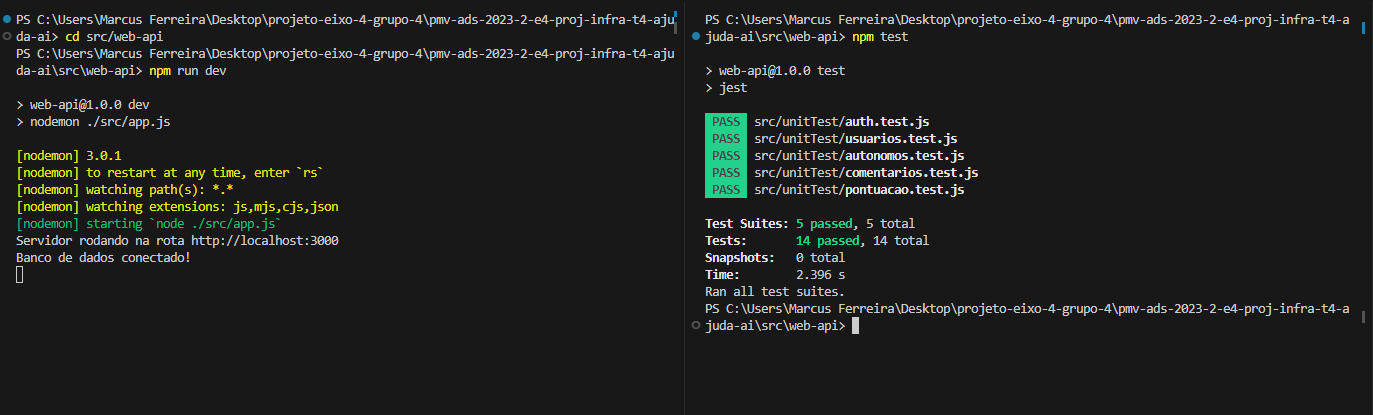 PS C:\Users\Marcus Ferreira\Desktop\projeto-eixo-4-grupo-4\pmv-ads-2023-2-e4-proj-infra-t4-aju
da-ai> cd src/web-api
PS C:\Users\Marcus Ferreira\Desktop\projeto-eixo-4-grupo-4\pmv-ads-2023-2-e4-proj-infra-t4-aju
da-ai\src\web-api> npm run dev
> web-api@1.0.0 dev
> nodemon ./src/app.js
[nodemon] 3.0.1
[nodemon] to restart at any time, enter `rs`
[nodemon] watching path(s): *.*
[nodemon] watching extensions: js,mjs,cjs,json
[nodemon] starting `node ./src/app.js`
Servidor rodando na rota http://localhost:3000
Banco de dados conectado!
PS C:\Users\Marcus Ferreira\Desktop\projeto-eixo-4-grupo-4\pmv-ads-2023-2-e4-proj-infra-t4-a
juda-ai\src\web-api> npm test
> web-api@1.0.0 test
> jest
PASS src/unitTest/auth.test.js
PASS src/unitTest/usuarios.test.js
PASS src/unitTest/autonomos.test.js
PASS src/unitTest/comentarios.test.js
PASS src/unitTest/pontuacao.test.js
Test Suites: 5 passed, 5 total
Tests: 14 passed, 14 total
Snapshots: 0 total
Time: 2.396 s
Ran all test suites.
PS C:\Users\Marcus Ferreira\Desktop\projeto-eixo-4-grupo-4\pmv-ads-2023-2-e4-proj-infra-t4-a
juda-ai\src\web-api>